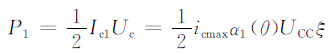 P₁ = 1/2 I_c1 U_c = 1/2 i_cmax α₁(θ) U_CC ξ